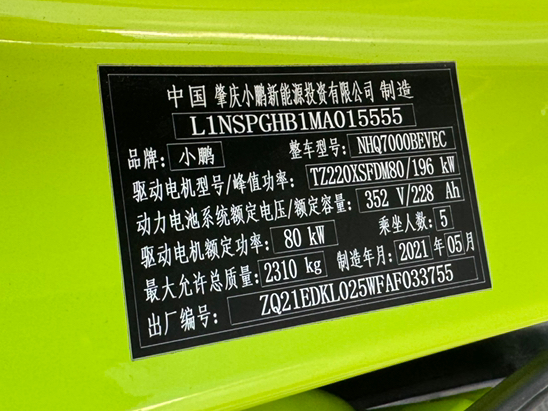 中国 肇庆小鹏新能源投资有限公司 制造
L1NSPGHB1MA015555
品牌：小鹏 整车型号：NHQ7000BEVEC
驱动电机型号/峰值功率：TZ220XSFDM80/196 kW
动力电池系统额定电压/额定容量：352 V/228 Ah
驱动电机额定功率：80 kW 乘坐人数：5
最大允许总质量：2310 kg 制造年月：2021 年05 月
出厂编号：ZQ21EDKL025WFAF033755